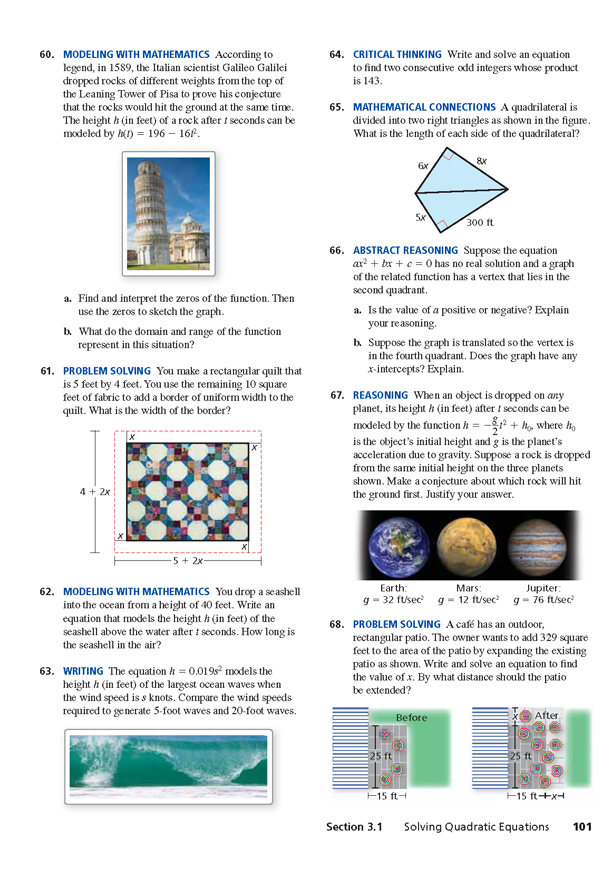 60. MODELING WITH MATHEMATICS According to
legend, in 1589, the Italian scientist Galileo Galilei
dropped rocks of different weights from the top of
the Leaning Tower of Pisa to prove his conjecture
that the rocks would hit the ground at the same time.
The height h (in feet) of a rock after t seconds can be
modeled by h(t) = 196 − 16t².
a. Find and interpret the zeros of the function. Then
use the zeros to sketch the graph.
b. What do the domain and range of the function
represent in this situation?
61. PROBLEM SOLVING You make a rectangular quilt that
is 5 feet by 4 feet. You use the remaining 10 square
feet of fabric to add a border of uniform width to the
quilt. What is the width of the border?
x
x
4 + 2x
x
x
5 + 2x
62. MODELING WITH MATHEMATICS You drop a seashell
into the ocean from a height of 40 feet. Write an
equation that models the height h (in feet) of the
seashell above the water after t seconds. How long is
the seashell in the air?
63. WRITING The equation h = 0.019s² models the
height h (in feet) of the largest ocean waves when
the wind speed is s knots. Compare the wind speeds
required to generate 5-foot waves and 20-foot waves.
64. CRITICAL THINKING Write and solve an equation
to find two consecutive odd integers whose product
is 143.
65. MATHEMATICAL CONNECTIONS A quadrilateral is
divided into two right triangles as shown in the figure.
What is the length of each side of the quadrilateral?
6x
8x
5x
300 ft
66. ABSTRACT REASONING Suppose the equation
ax² + bx + c = 0 has no real solution and a graph
of the related function has a vertex that lies in the
second quadrant.
a. Is the value of a positive or negative? Explain
your reasoning.
b. Suppose the graph is translated so the vertex is
in the fourth quadrant. Does the graph have any
x-intercepts? Explain.
67. REASONING When an object is dropped on any
planet, its height h (in feet) after t seconds can be
modeled by the function h = −g/2 t² + h₀, where h₀
is the object's initial height and g is the planet's
acceleration due to gravity. Suppose a rock is dropped
from the same initial height on the three planets
shown. Make a conjecture about which rock will hit
the ground first. Justify your answer.
Earth: Mars: Jupiter:
g = 32 ft/sec² g = 12 ft/sec² g = 76 ft/sec²
68. PROBLEM SOLVING A café has an outdoor,
rectangular patio. The owner wants to add 329 square
feet to the area of the patio by expanding the existing
patio as shown. Write and solve an equation to find
the value of x. By what distance should the patio
be extended?
Before
25 ft
15 ft
x
After
25 ft
15 ft x
Section 3.1 Solving Quadratic Equations 101